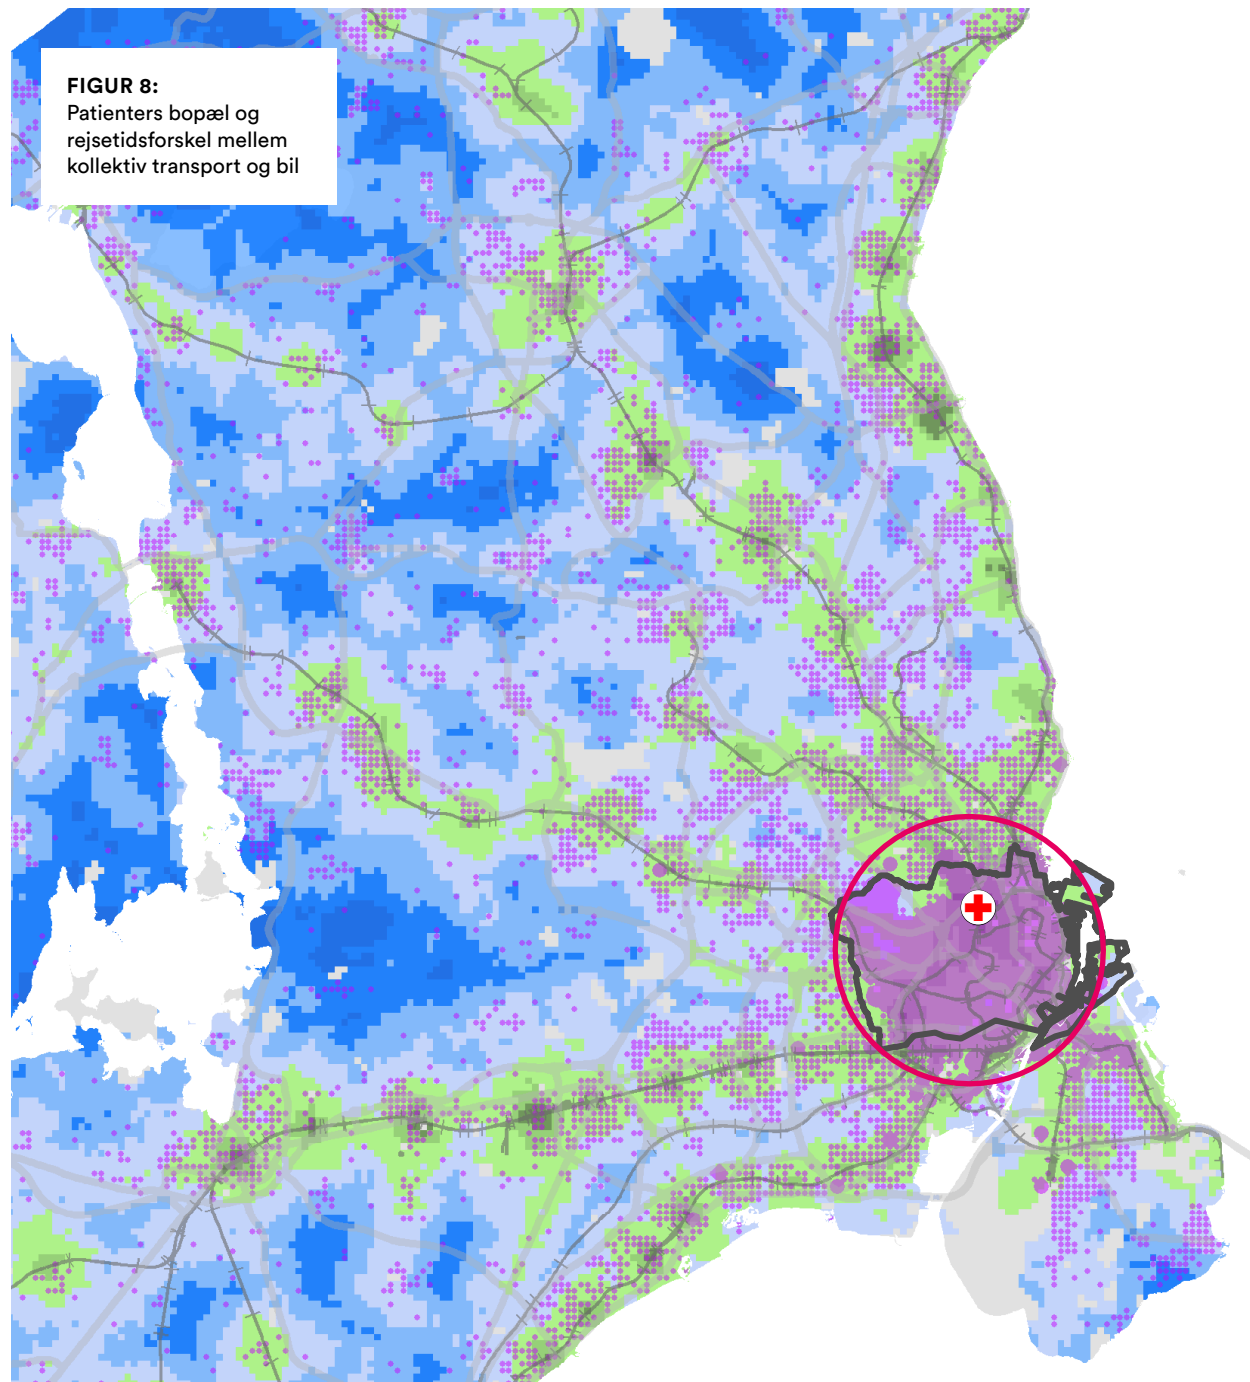 FIGUR 8:
Patienters bopæl og
rejsetidsforskel mellem
kollektiv transport og bil